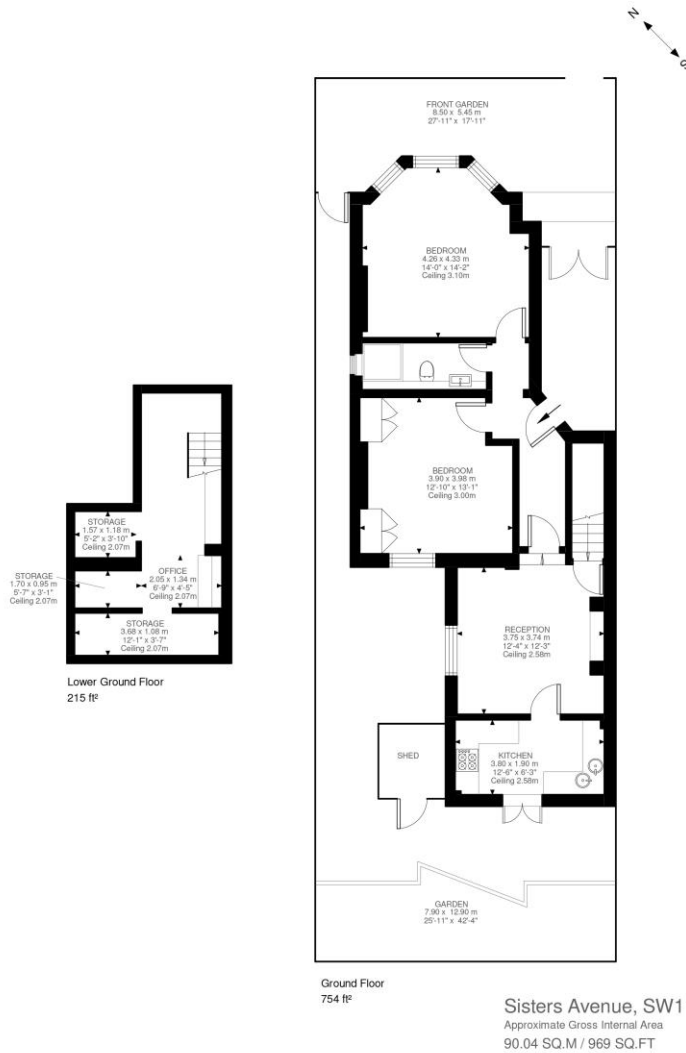 N
S
FRONT GARDEN
8.50 x 5.45 m
27'-11" x 17'-11"
BEDROOM
4.26 x 4.33 m
14'-0" x 14'-2"
Ceiling 3.10m
BEDROOM
3.90 x 3.98 m
12'-10" x 13'-1"
Ceiling 3.00m
STORAGE
1.57 x 1.18 m
5'-2" x 3'-10"
Ceiling 2.07m
STORAGE
1.70 x 0.95 m
5'-7" x 3'-1"
Ceiling 2.07m
OFFICE
2.05 x 1.34 m
6'-9" x 4'-5"
Ceiling 2.07m
STORAGE
3.68 x 1.08 m
12'-1" x 3'-7"
Ceiling 2.07m
Lower Ground Floor
215 ft²
RECEPTION
3.75 x 3.74 m
12'-4" x 12'-3"
Ceiling 2.58m
SHED
KITCHEN
3.80 x 1.90 m
12'-6" x 6'-3"
Ceiling 2.58m
GARDEN
7.90 x 12.90 m
25'-11" x 42'-4"
Ground Floor
754 ft²
Sisters Avenue, SW1
Approximate Gross Internal Area
90.04 SQ.M / 969 SQ.FT